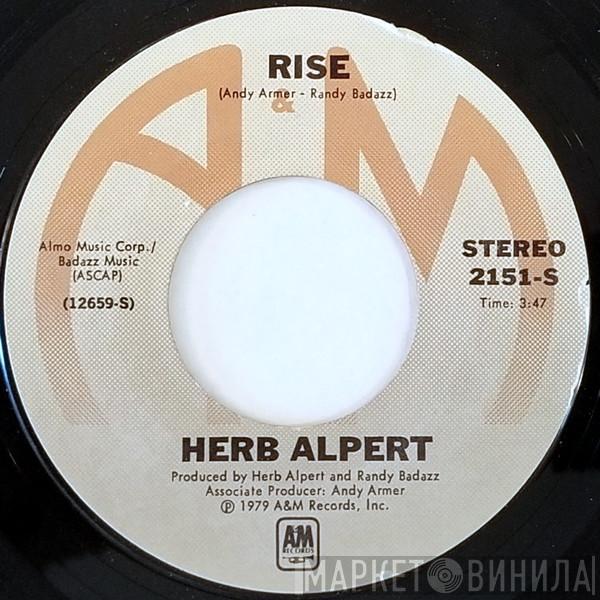 RISE
(Andy Armer - Randy Badazz)
A&M
Almo Music Corp./
Badazz Music
(ASCAP)
(12659-S)
STEREO
2151-S
Time: 3:47
HERB ALPERT
Produced by Herb Alpert and Randy Badazz
Associate Producer: Andy Armer
℗ 1979 A&M Records, Inc.
A&M
RECORDS
МАРКЕТ ВИНИЛА